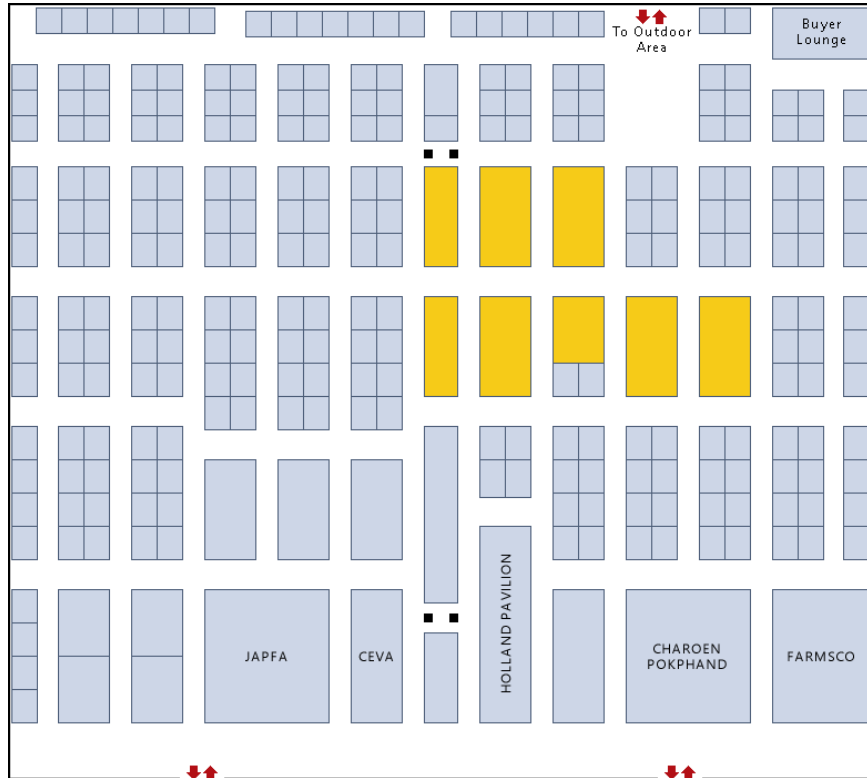 Buyer
Lounge
To Outdoor
Area
HOLLAND PAVILION
JAPFA
CEVA
CHAROEN
POKPHAND
FARMSCO